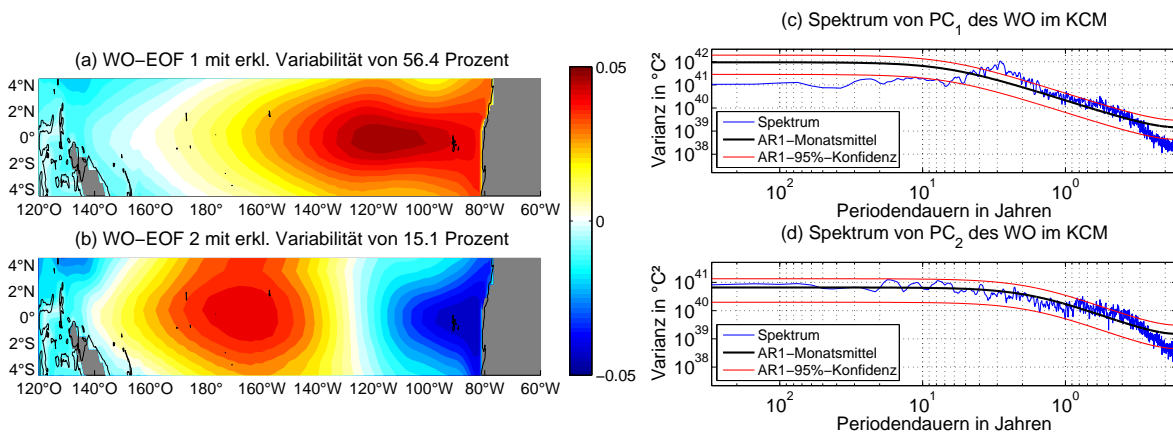 (a) WO−EOF 1 mit erkl. Variabilität von 56.4 Prozent
4°N
2°N
0°
2°S
4°S
120°O 140°O 160°O 180° 160°W 140°W 120°W 100°W 80°W 60°W
(b) WO−EOF 2 mit erkl. Variabilität von 15.1 Prozent
4°N
2°N
0°
2°S
4°S
120°O 140°O 160°O 180° 160°W 140°W 120°W 100°W 80°W 60°W
0.05
0
−0.05
(c) Spektrum von PC1 des WO im KCM
Varianz in °C²
10^42
10^41
10^40
10^39
10^38
Spektrum
AR1−Monatsmittel
AR1−95%−Konfidenz
10^2 10^1 10^0
Periodendauern in Jahren
(d) Spektrum von PC2 des WO im KCM
Varianz in °C²
10^41
10^40
10^39
10^38
Spektrum
AR1−Monatsmittel
AR1−95%−Konfidenz
10^2 10^1 10^0
Periodendauern in Jahren